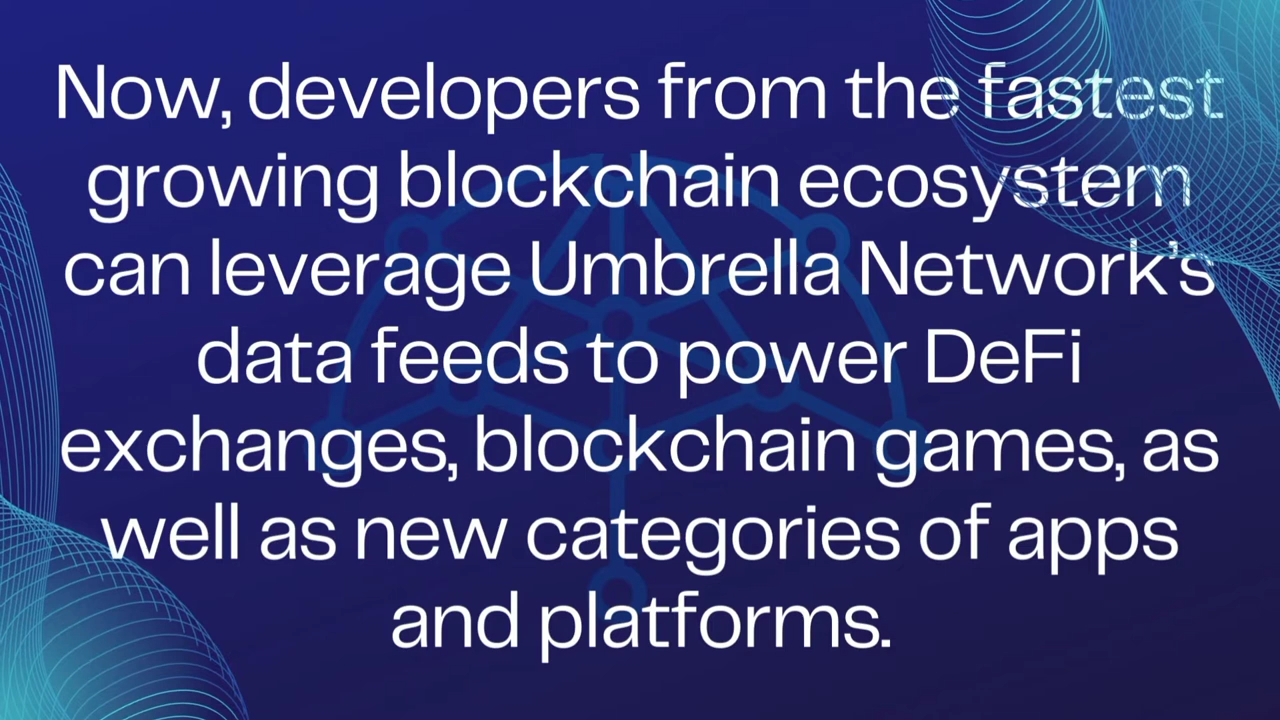 Now, developers from the fastest
growing blockchain ecosystem
can leverage Umbrella Network’s
data feeds to power DeFi
exchanges, blockchain games, as
well as new categories of apps
and platforms.